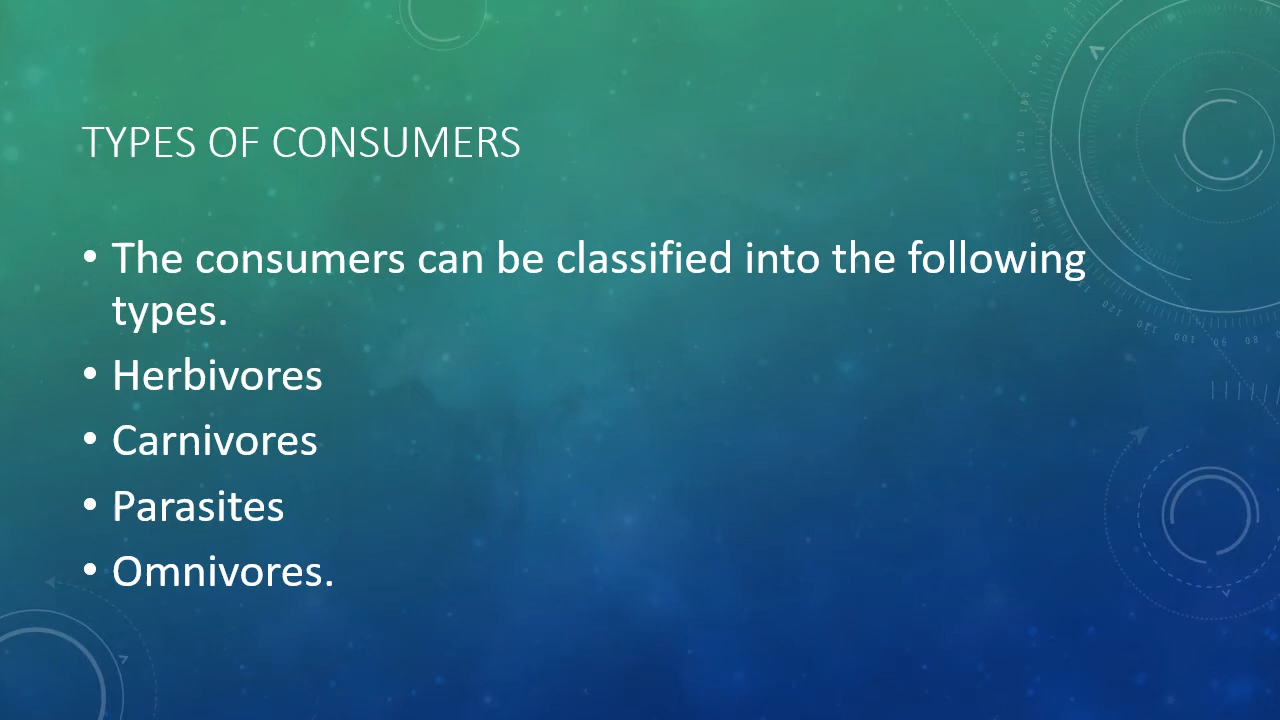 TYPES OF CONSUMERS
• The consumers can be classified into the following
types.
• Herbivores
• Carnivores
• Parasites
• Omnivores.